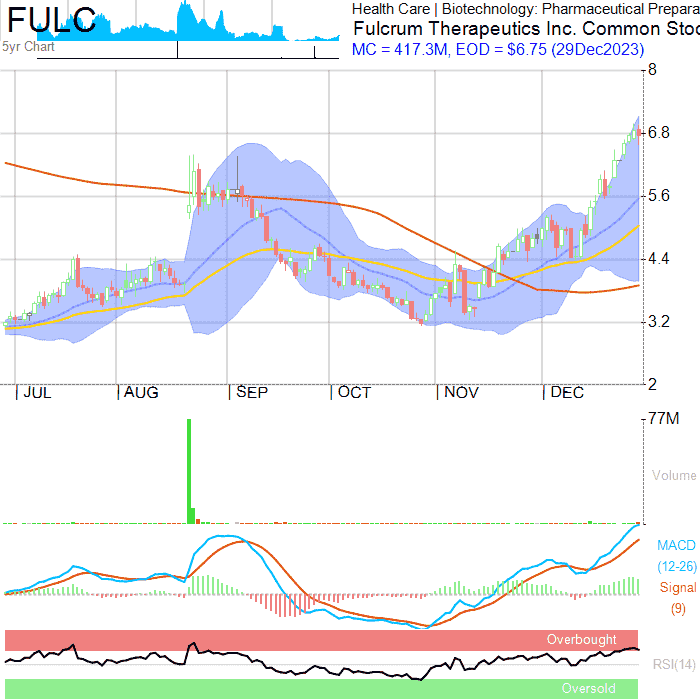 FULC
5yr Chart
Health Care | Biotechnology: Pharmaceutical Prepara
Fulcrum Therapeutics Inc. Common Stoc
MC = 417.3M, EOD = $6.75 (29Dec2023)
8
6.8
5.6
4.4
3.2
2
|JUL |AUG |SEP |OCT |NOV |DEC
77M
Volume
MACD
(12-26)
Signal
(9)
Overbought
RSI(14)
Oversold